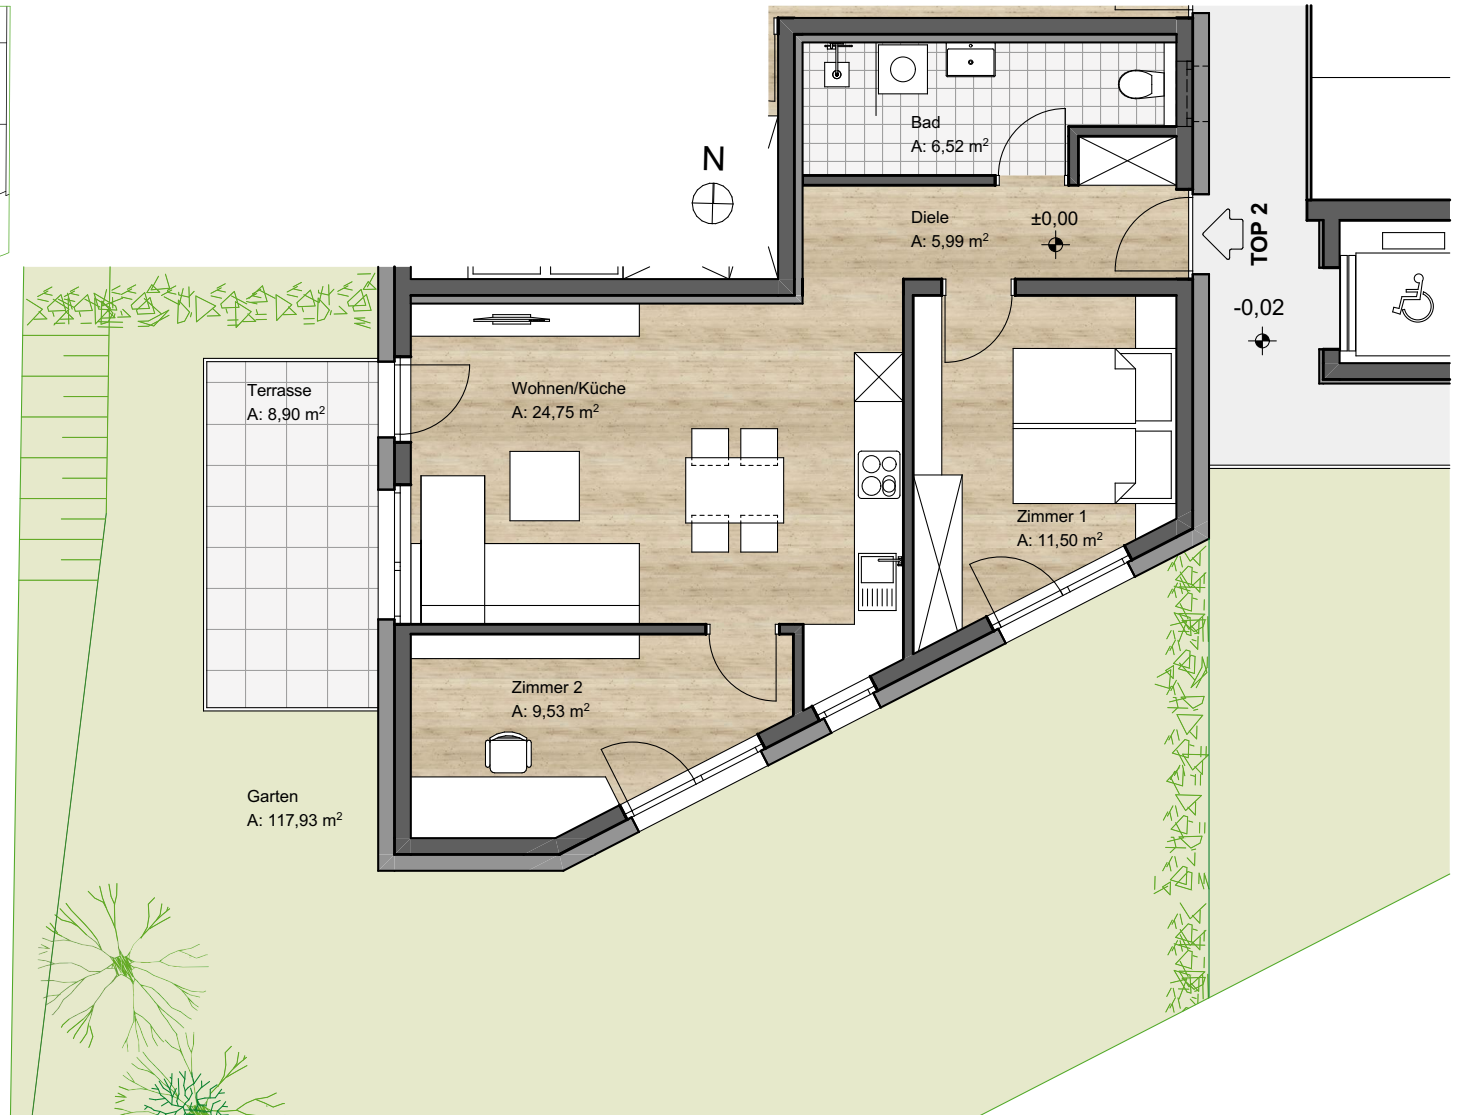 Bad
A: 6,52 m²
N
Diele
A: 5,99 m²
±0,00
TOP 2
-0,02
Terrasse
A: 8,90 m²
Wohnen/Küche
A: 24,75 m²
Zimmer 1
A: 11,50 m²
Zimmer 2
A: 9,53 m²
Garten
A: 117,93 m²